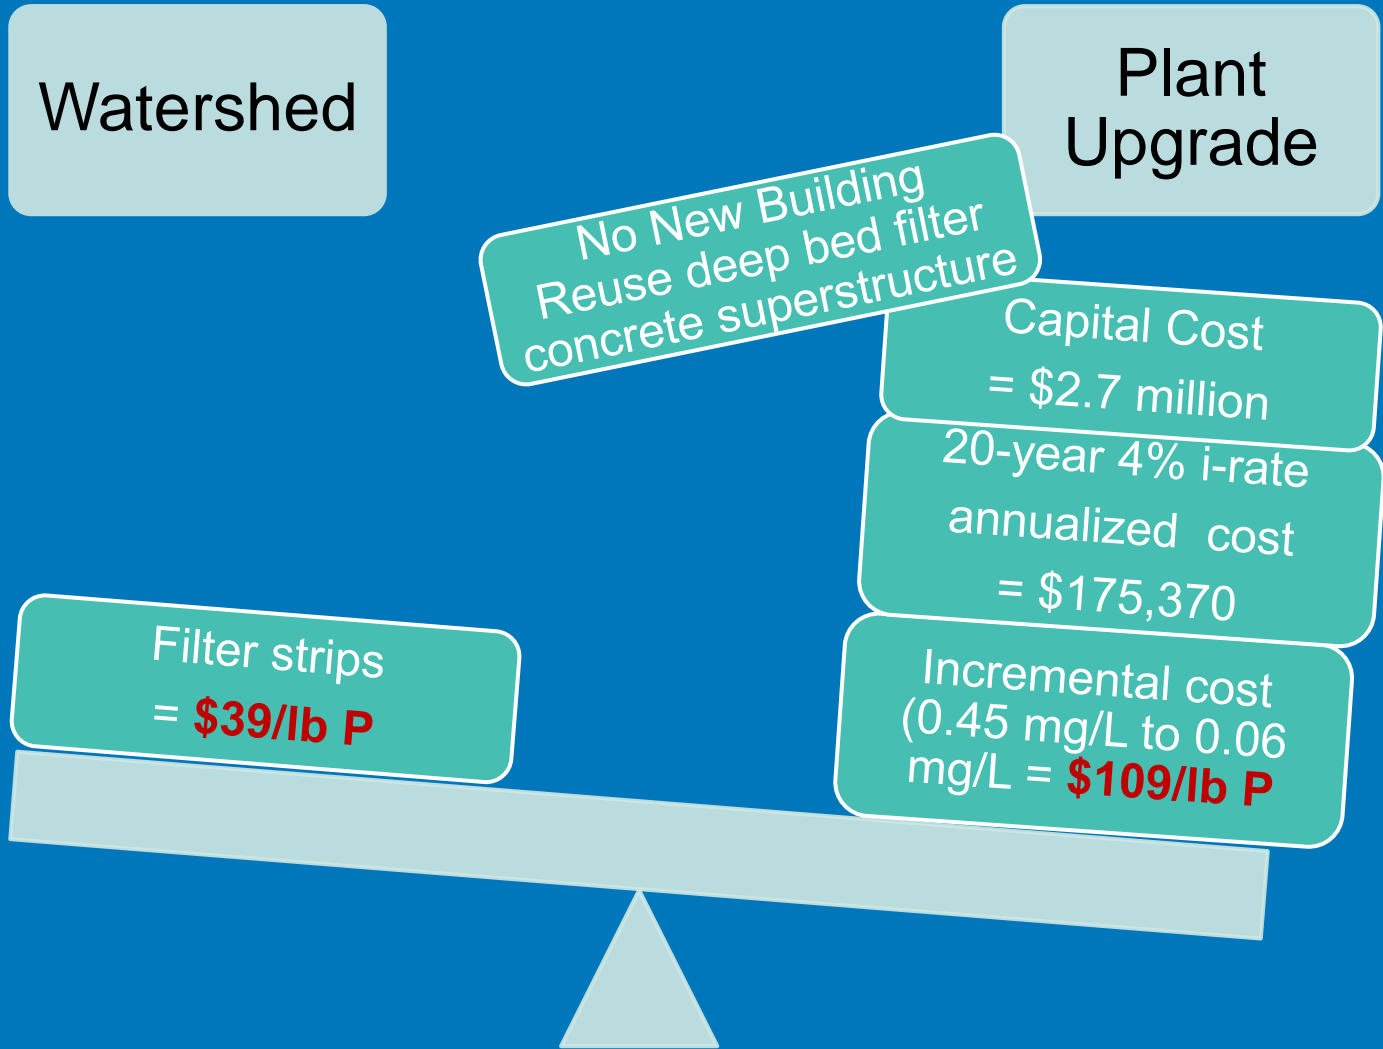 Watershed
Plant
Upgrade
No New Building
Reuse deep bed filter
concrete superstructure
Capital Cost
= $2.7 million
20-year 4% i-rate
annualized  cost
= $175,370
Incremental cost
(0.45 mg/L to 0.06
mg/L = $109/lb P
Filter strips
= $39/lb P